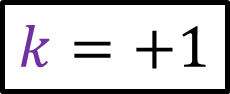 k = +1